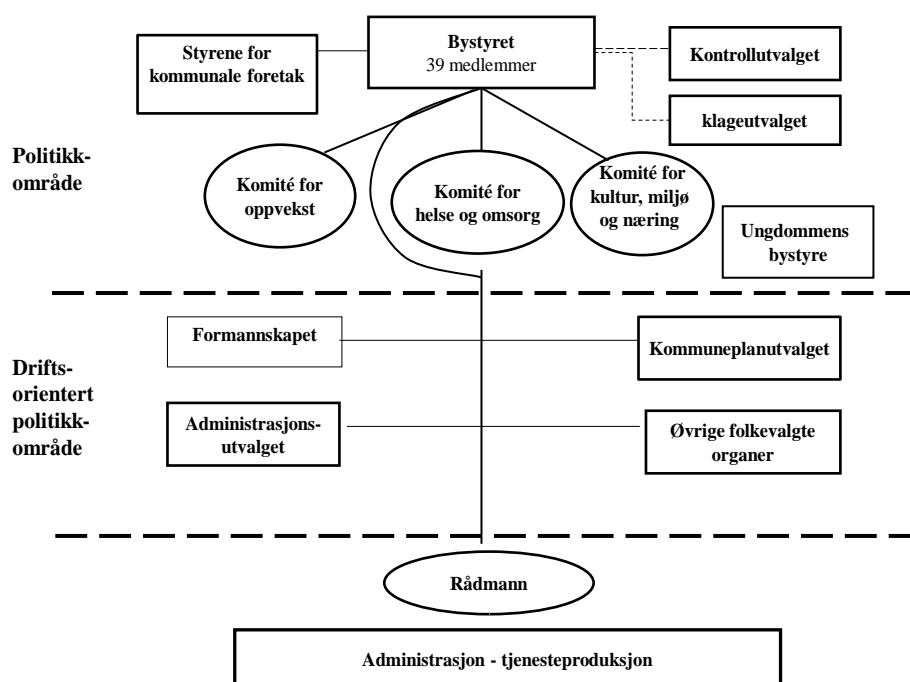 Styrene for
kommunale foretak
Bystyret
39 medlemmer
Kontrollutvalget
klageutvalget
Politikk-
område
Komité for
oppvekst
Komité for
helse og omsorg
Komité for
kultur, miljø
og næring
Ungdommens
bystyre
Formannskapet
Kommuneplanutvalget
Drifts-
orientert
politikk-
område
Administrasjons-
utvalget
Øvrige folkevalgte
organer
Rådmann
Administrasjon - tjenesteproduksjon